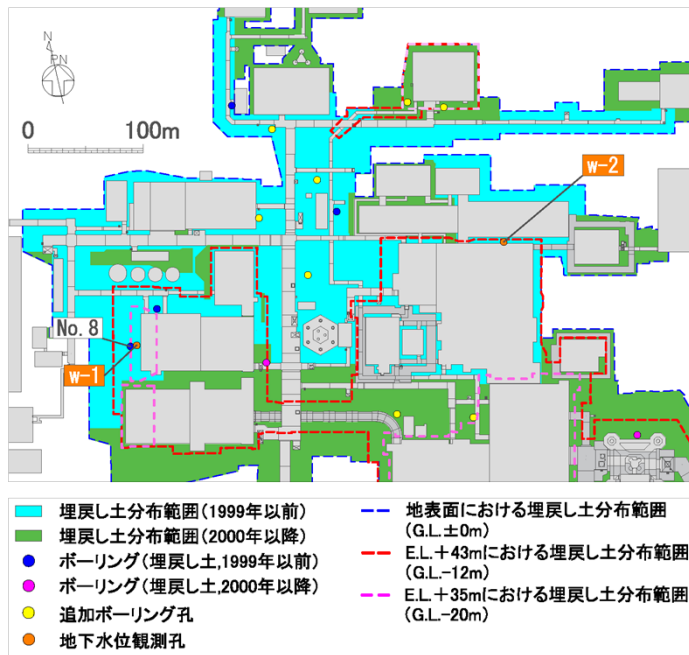 N
PN
0 100m
w-2
No. 8
w-1
埋戻し土分布範囲(1999年以前)
埋戻し土分布範囲(2000年以降)
ボーリング(埋戻し土,1999年以前)
ボーリング(埋戻し土,2000年以降)
追加ボーリング孔
地下水位観測孔
地表面における埋戻し土分布範囲
(G.L.±0m)
E.L.+43mにおける埋戻し土分布範囲
(G.L.-12m)
E.L.+35mにおける埋戻し土分布範囲
(G.L.-20m)